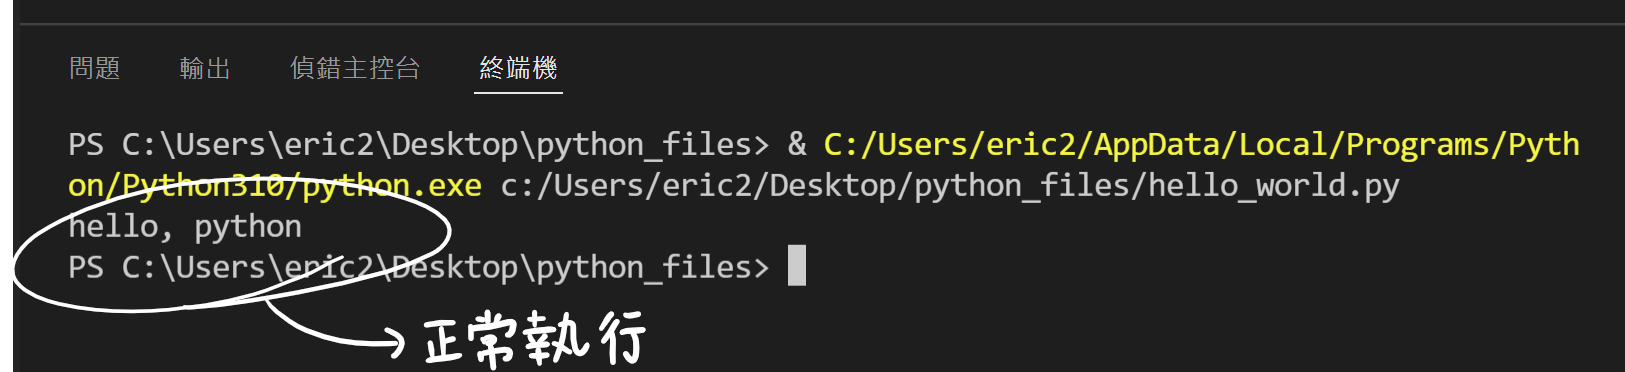 問題 輸出 偵錯主控台 終端機
PS C:\Users\eric2\Desktop\python_files> & C:/Users/eric2/AppData/Local/Programs/Pyth
on/Python310/python.exe c:/Users/eric2/Desktop/python_files/hello_world.py
hello, python
PS C:\Users\eric2\Desktop\python_files>
正常執行